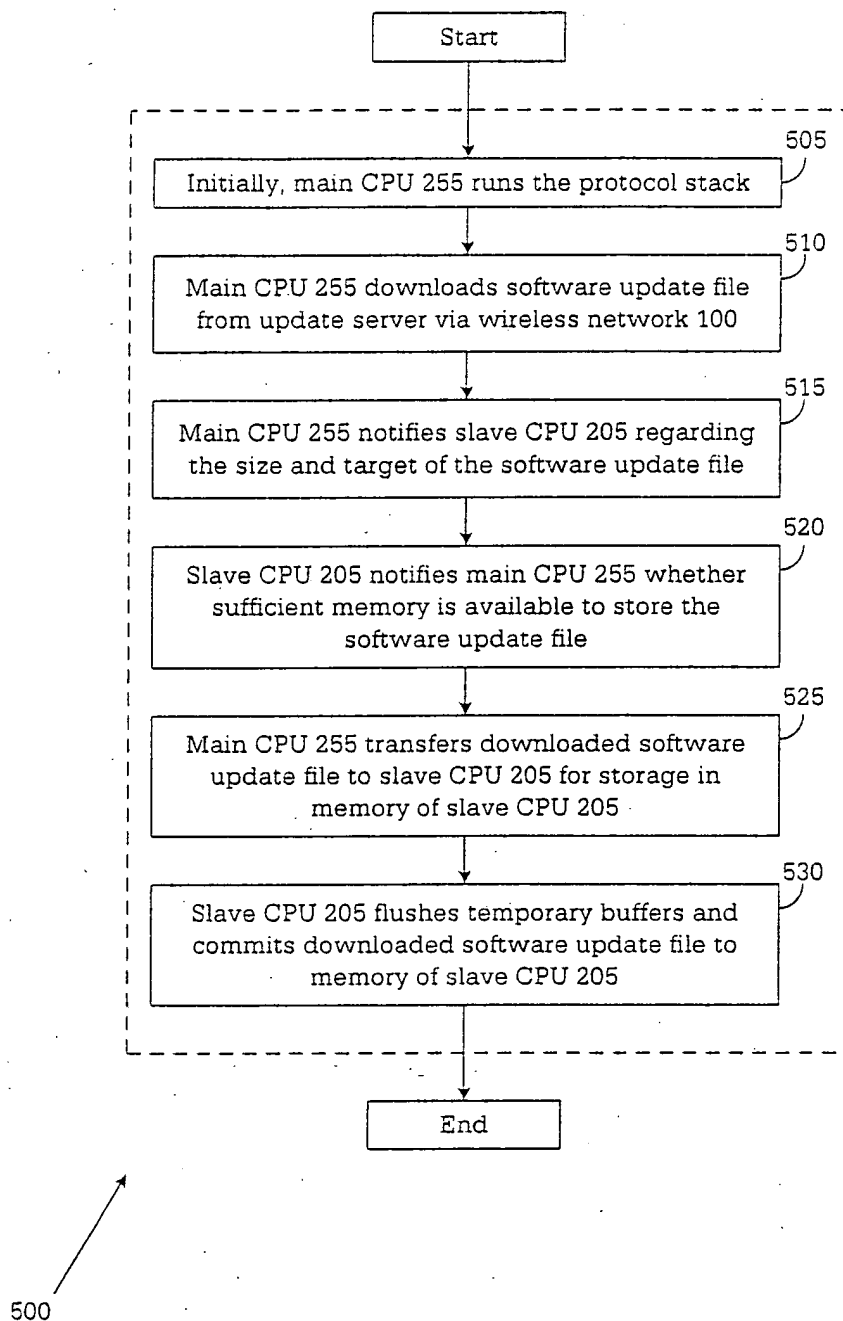 Start
505
Initially, main CPU 255 runs the protocol stack
510
Main CPU 255 downloads software update file
from update server via wireless network 100
515
Main CPU 255 notifies slave CPU 205 regarding
the size and target of the software update file
520
Slave CPU 205 notifies main CPU 255 whether
sufficient memory is available to store the
software update file
525
Main CPU 255 transfers downloaded software
update file to slave CPU 205 for storage in
memory of slave CPU 205
530
Slave CPU 205 flushes temporary buffers and
commits downloaded software update file to
memory of slave CPU 205
End
500